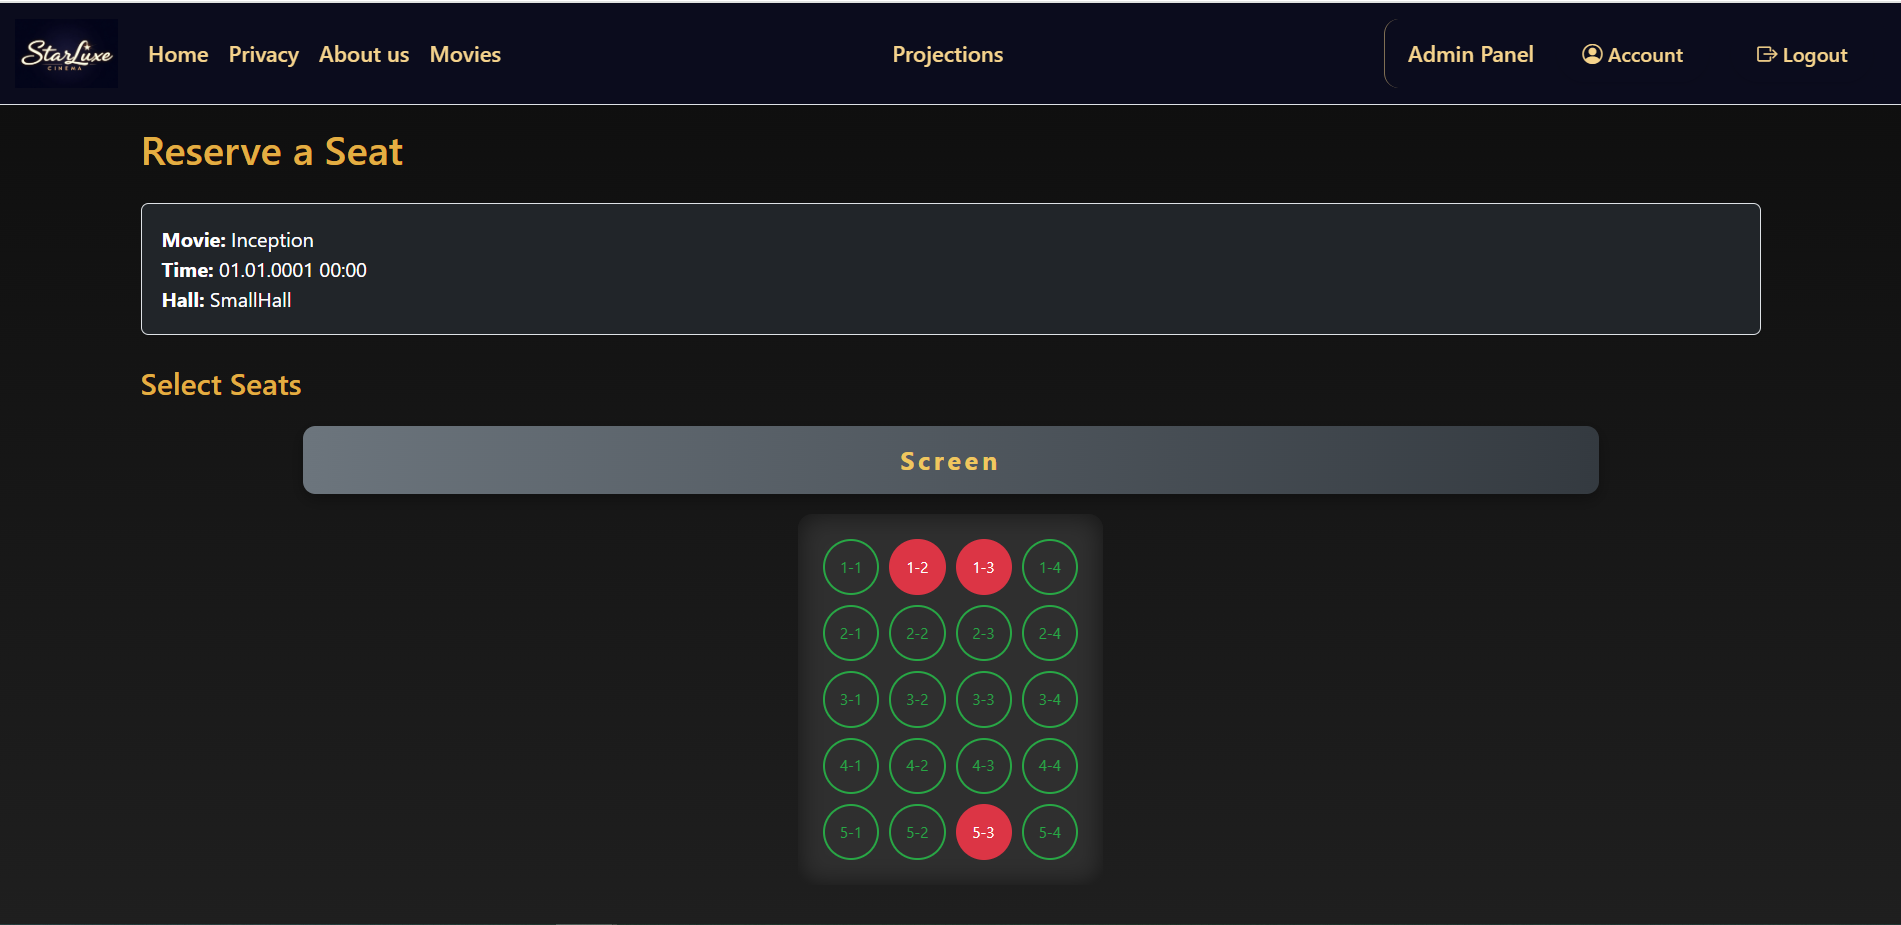 StarLuxe
CINEMA
Home Privacy About us Movies Projections Admin Panel Account Logout
Reserve a Seat
Movie: Inception
Time: 01.01.0001 00:00
Hall: SmallHall
Select Seats
Screen
1-1 1-2 1-3 1-4
2-1 2-2 2-3 2-4
3-1 3-2 3-3 3-4
4-1 4-2 4-3 4-4
5-1 5-2 5-3 5-4